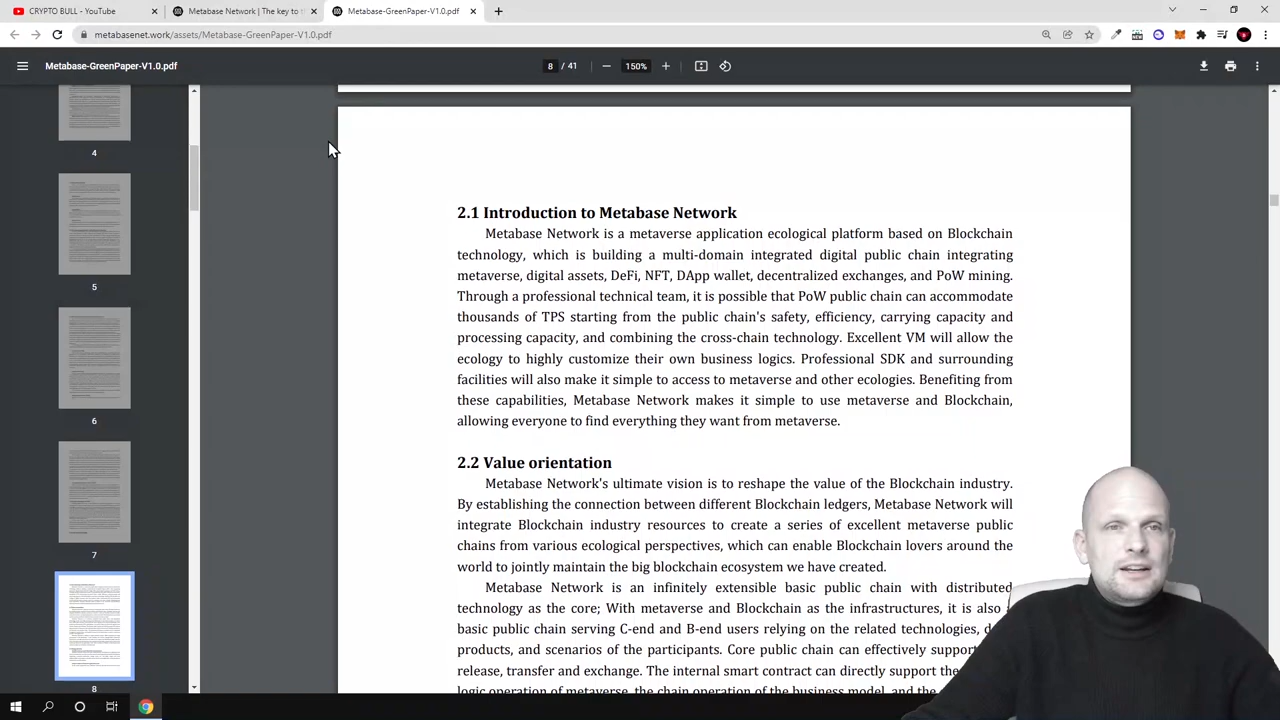 CRYPTO BULL - YouTube
Metabase Network | The key to t
Metabase-GreenPaper-V1.0.pdf
metabasenet.work/assets/Metabase-GreenPaper-V1.0.pdf
Metabase-GreenPaper-V1.0.pdf
8 / 41
150%
4
5
6
7
8
2.1 Introduction to Metabase Network
Metabase Network is a metaverse application ecological platform based on Blockchain
technology, which is building a multi-domain integrated digital public chain integrating
metaverse, digital assets, DeFi, NFT, DApp wallet, decentralized exchanges, and PoW mining.
Through a professional technical team, it is possible that PoW public chain can accommodate
thousands of TPS starting from the public chain's safety, efficiency, carrying capacity and
processing capacity, and combining the cross-chain technology. Excellent VM will allow the
ecology to highly customize their own business logics. Professional SDK and surrounding
facilities will also make it simple to access to metaverse and other ecologies. Benefiting from
these capabilities, Metabase Network makes it simple to use metaverse and Blockchain,
allowing everyone to find everything they want from metaverse.
2.2 Value orientation
Metabase Network's ultimate vision is to reshape the value of the Blockchain industry.
By establishing the connection between different Blockchain ledgers, Metabase Network will
integrate Blockchain industry resources to create a series of excellent metaverse public
chains from various ecological perspectives, which can enable Blockchain lovers around the
world to jointly maintain the big blockchain ecosystem we have created.
Metabase Network is an infinitely extensible basic public chain with distributed
technology as the core; With metaverse and Blockchain as the infrastructures, it is also
basic public chain serving C-end and B-end users relying on the related technologies,
products, and scenarios of the participants. Core public chain can effectively
release, transfer and exchange. The internal smart contract can directly support
logic operation of metaverse, the chain operation of the business model, and the